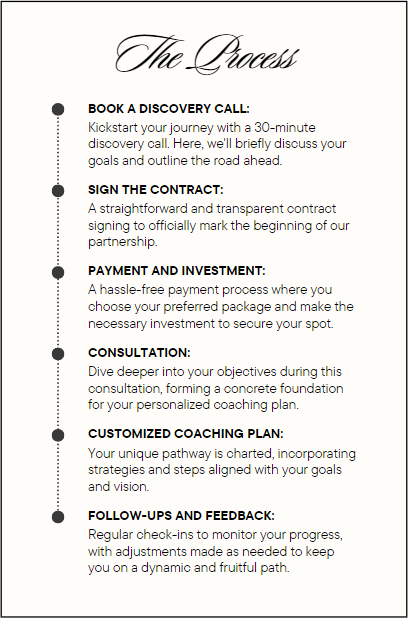 The Process
BOOK A DISCOVERY CALL:
Kickstart your journey with a 30-minute
discovery call. Here, we'll briefly discuss your
goals and outline the road ahead.
SIGN THE CONTRACT:
A straightforward and transparent contract
signing to officially mark the beginning of our
partnership.
PAYMENT AND INVESTMENT:
A hassle-free payment process where you
choose your preferred package and make the
necessary investment to secure your spot.
CONSULTATION:
Dive deeper into your objectives during this
consultation, forming a concrete foundation
for your personalized coaching plan.
CUSTOMIZED COACHING PLAN:
Your unique pathway is charted, incorporating
strategies and steps aligned with your goals
and vision.
FOLLOW-UPS AND FEEDBACK:
Regular check-ins to monitor your progress,
with adjustments made as needed to keep
you on a dynamic and fruitful path.